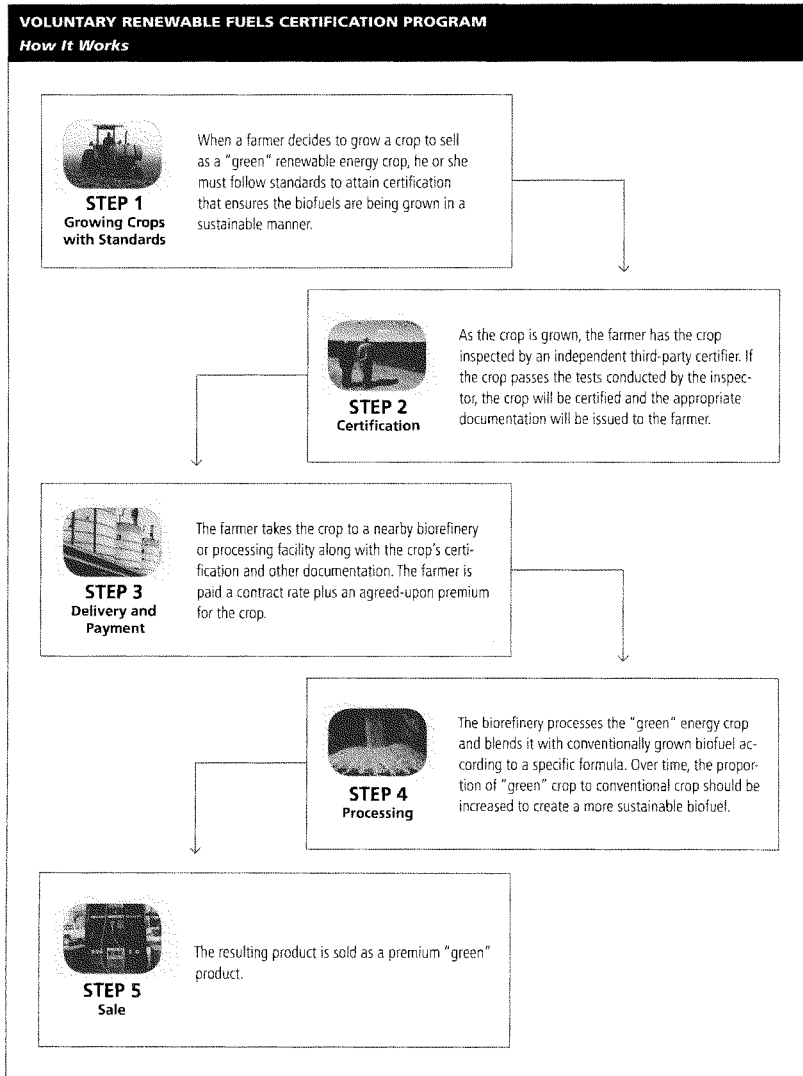 VOLUNTARY RENEWABLE FUELS CERTIFICATION PROGRAM
How It Works
STEP 1
Growing Crops
with Standards
When a farmer decides to grow a crop to sell
as a "green" renewable energy crop, he or she
must follow standards to attain certification
that ensures the biofuels are being grown in a
sustainable manner.
STEP 2
Certification
As the crop is grown, the farmer has the crop
inspected by an independent third-party certifier. If
the crop passes the tests conducted by the inspec-
tor, the crop will be certified and the appropriate
documentation will be issued to the farmer.
STEP 3
Delivery and
Payment
The farmer takes the crop to a nearby biorefinery
or processing facility along with the crop's certi-
fication and other documentation. The farmer is
paid a contract rate plus an agreed-upon premium
for the crop.
STEP 4
Processing
The biorefinery processes the "green" energy crop
and blends it with conventionally grown biofuel ac-
cording to a specific formula. Over time, the propor-
tion of "green" crop to conventional crop should be
increased to create a more sustainable biofuel.
STEP 5
Sale
The resulting product is sold as a premium "green"
product.